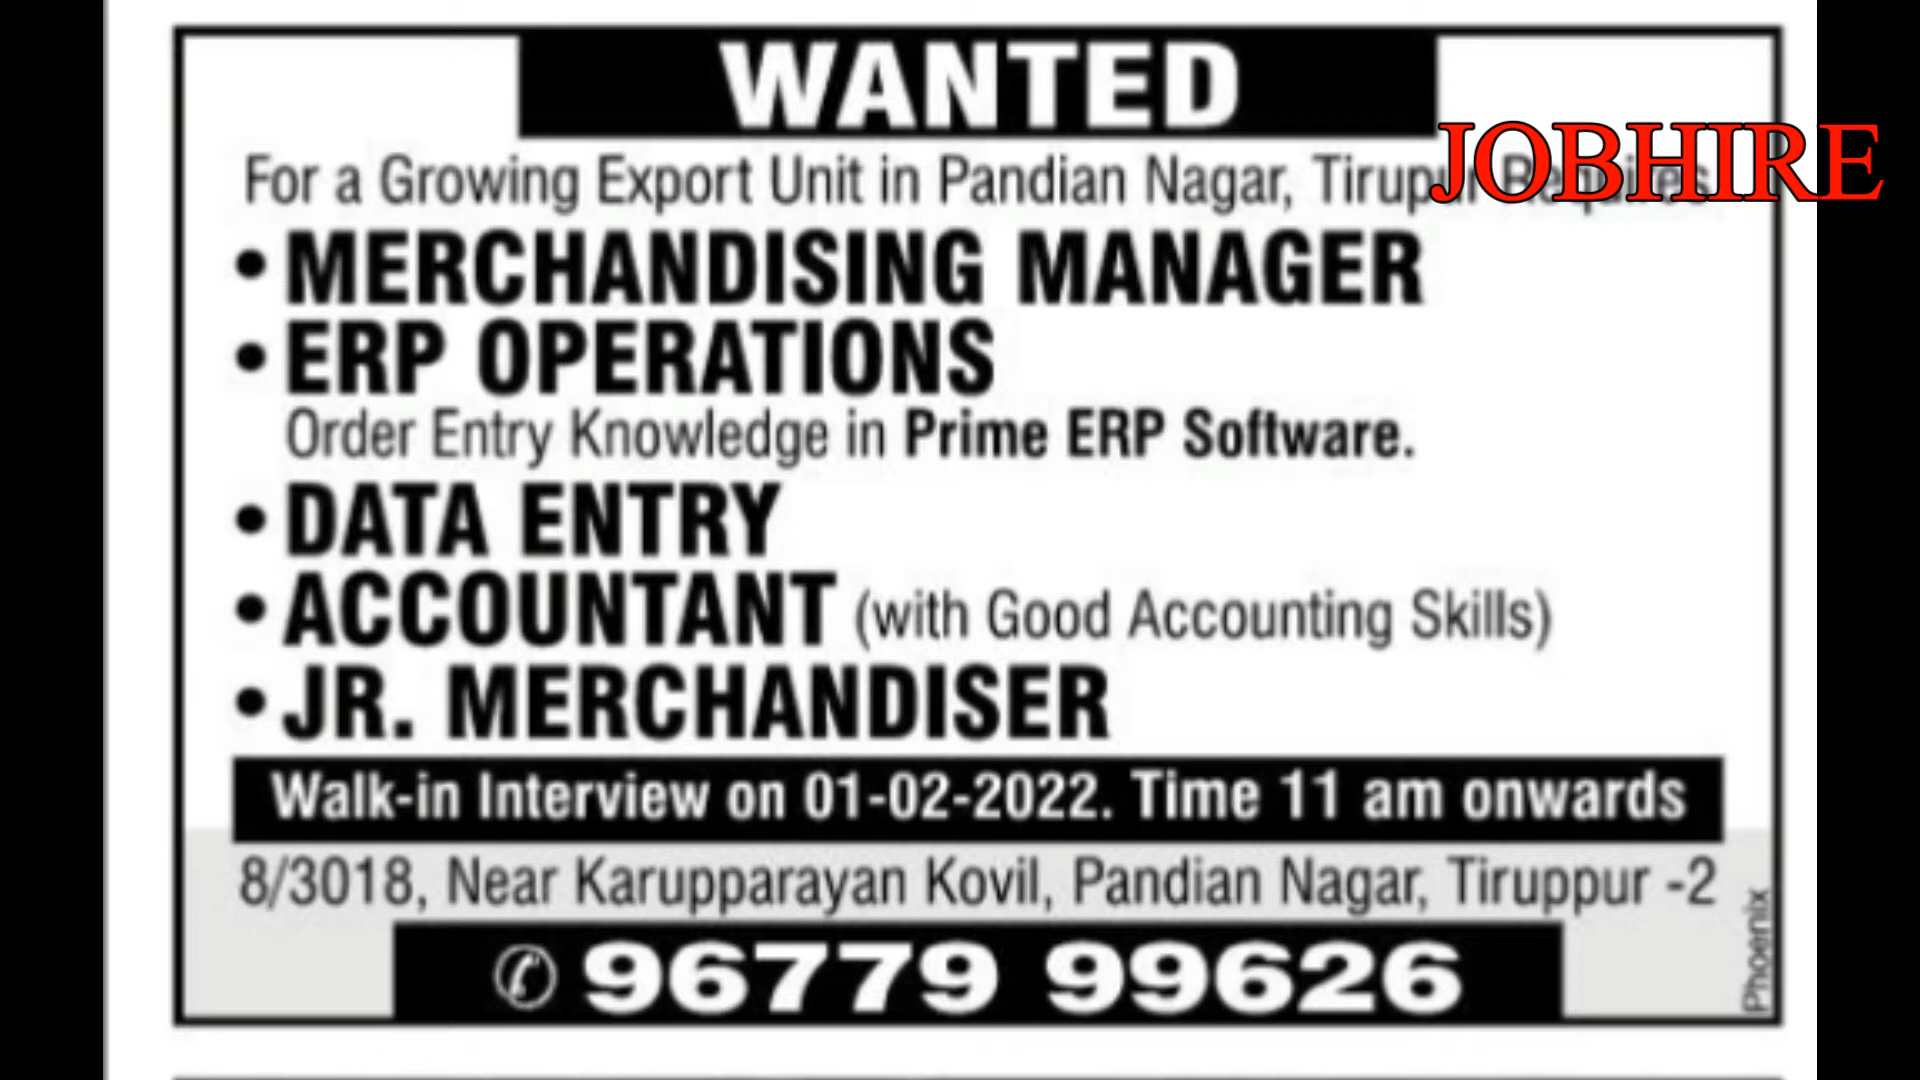 WANTED
JOBHIRE
For a Growing Export Unit in Pandian Nagar, Tirupur Requires
• MERCHANDISING MANAGER
• ERP OPERATIONS
Order Entry Knowledge in Prime ERP Software.
• DATA ENTRY
• ACCOUNTANT (with Good Accounting Skills)
• JR. MERCHANDISER
Walk-in Interview on 01-02-2022. Time 11 am onwards
8/3018, Near Karupparayan Kovil, Pandian Nagar, Tiruppur -2
✆ 96779 99626
Phoenix